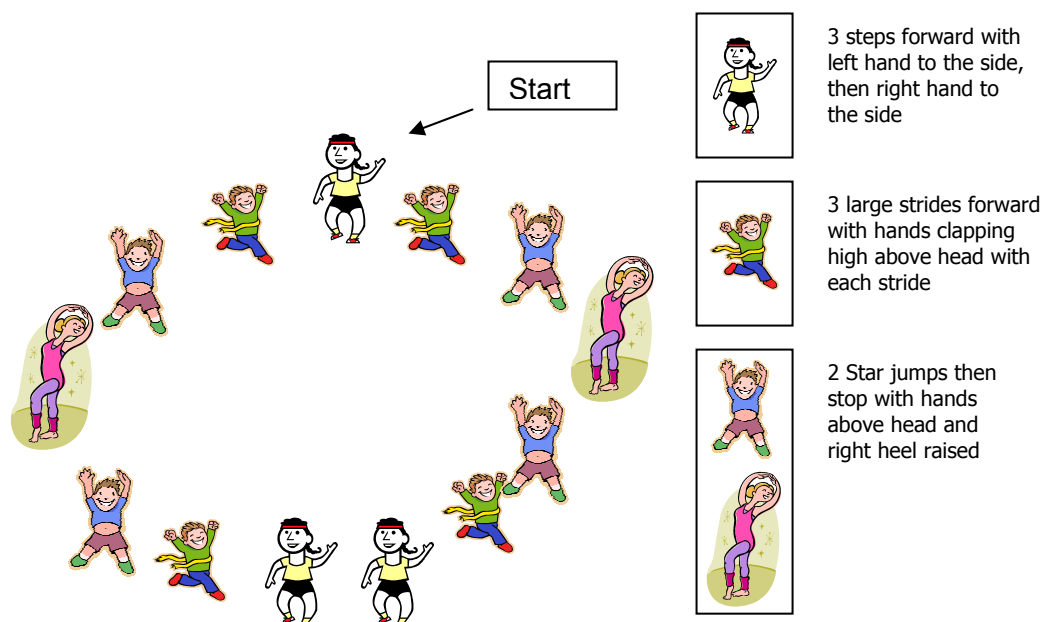 Start
3 steps forward with
left hand to the side,
then right hand to
the side
3 large strides forward
with hands clapping
high above head with
each stride
2 Star jumps then
stop with hands
above head and
right heel raised